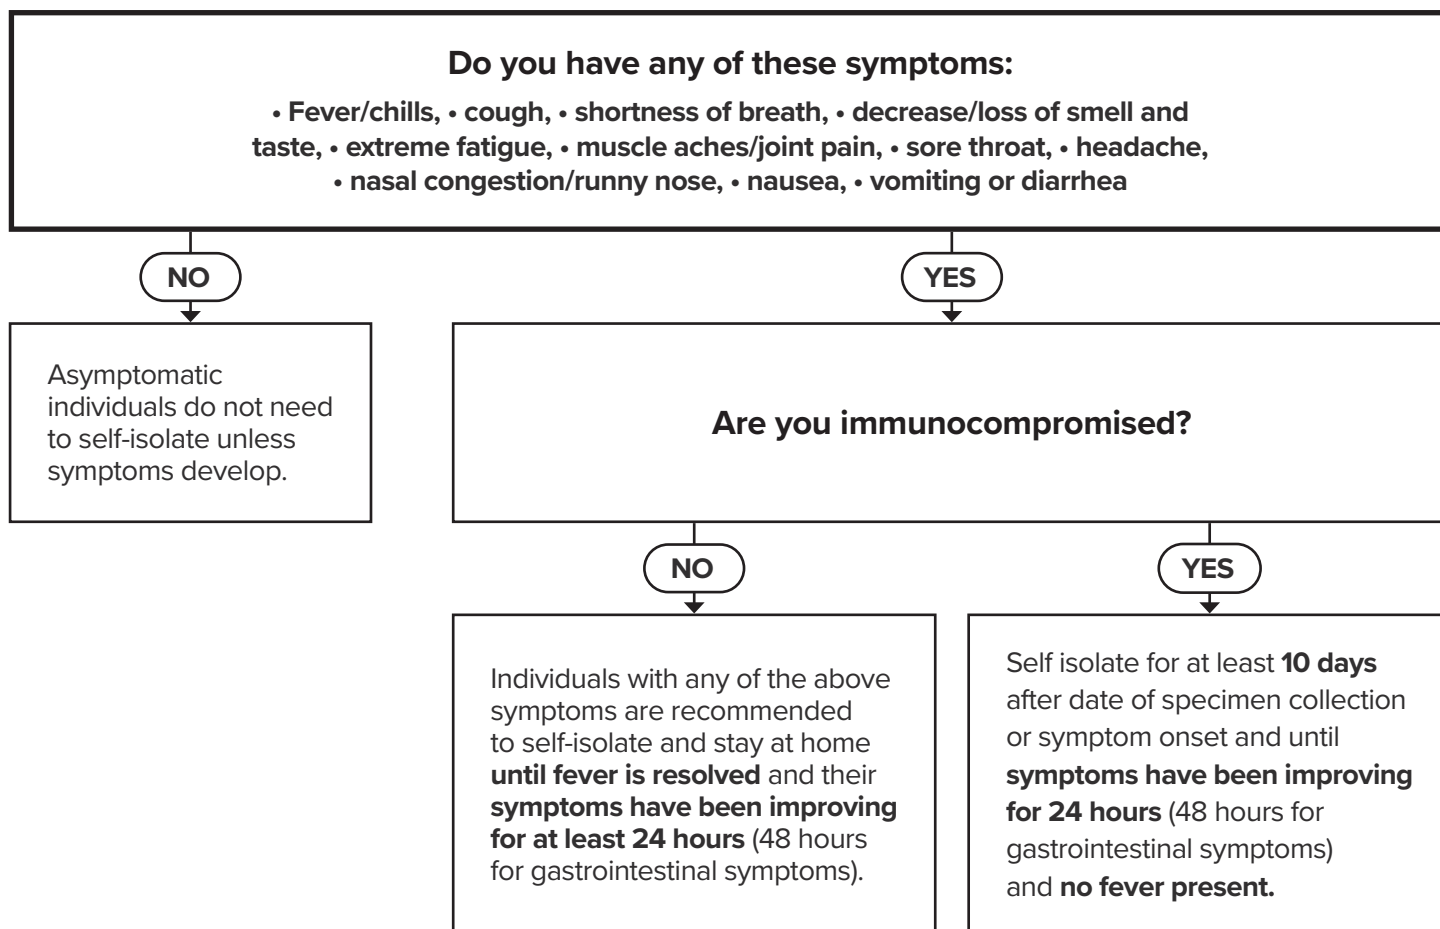 Do you have any of these symptoms:
• Fever/chills, • cough, • shortness of breath, • decrease/loss of smell and
taste, • extreme fatigue, • muscle aches/joint pain, • sore throat, • headache,
• nasal congestion/runny nose, • nausea, • vomiting or diarrhea
NO
YES
Asymptomatic
individuals do not need
to self-isolate unless
symptoms develop.
Are you immunocompromised?
NO
YES
Individuals with any of the above
symptoms are recommended
to self-isolate and stay at home
until fever is resolved and their
symptoms have been improving
for at least 24 hours (48 hours
for gastrointestinal symptoms).
Self isolate for at least 10 days
after date of specimen collection
or symptom onset and until
symptoms have been improving
for 24 hours (48 hours for
gastrointestinal symptoms)
and no fever present.